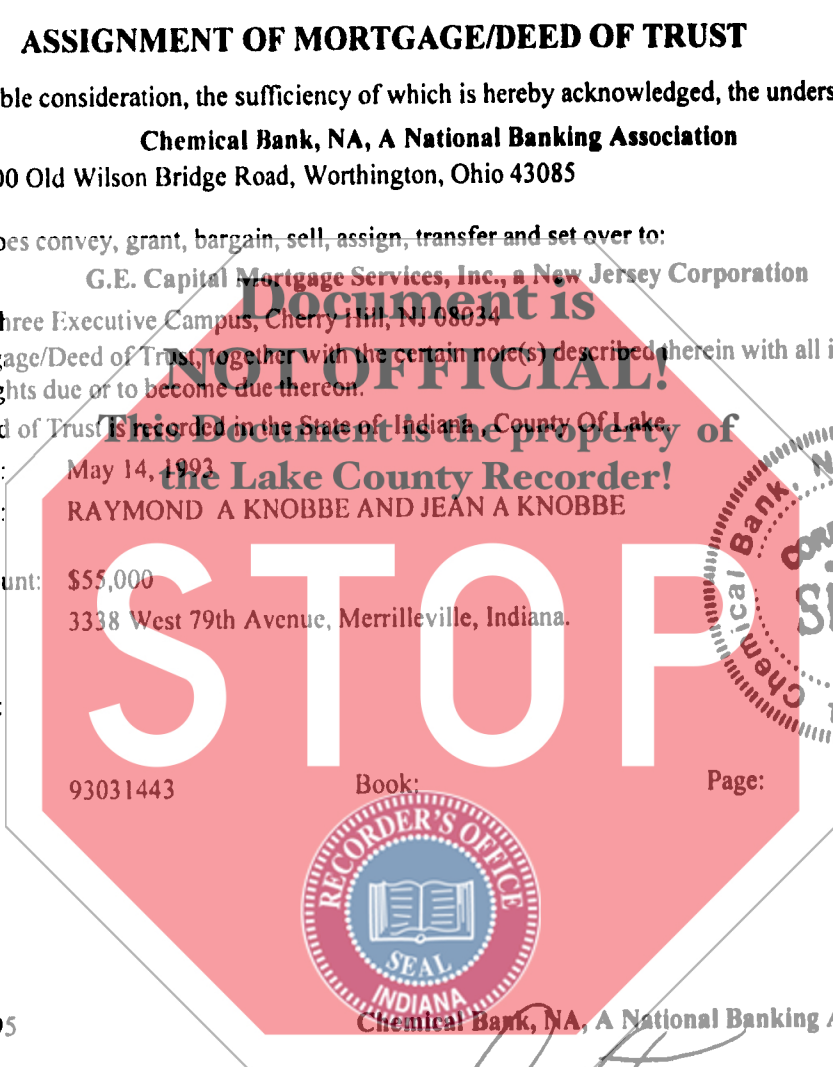 ASSIGNMENT OF MORTGAGE/DEED OF TRUST
ble consideration, the sufficiency of which is hereby acknowledged, the unders
Chemical Bank, NA, A National Banking Association
00 Old Wilson Bridge Road, Worthington, Ohio 43085
oes convey, grant, bargain, sell, assign, transfer and set over to:
G.E. Capital Mortgage Services, Inc., a New Jersey Corporation
Document is
hree Executive Campus, Cherry Hill, NJ 08034
gage/Deed of Trust, together with the certain note(s) described therein with all i
NOT OFFICIAL!
ghts due or to become due thereon.
d of Trust is recorded in the State of Indiana, County Of Lake.
This Document is the property of
: May 14, 1993
the Lake County Recorder!
: RAYMOND A KNOBBE AND JEAN A KNOBBE
unt: $55,000
3338 West 79th Avenue, Merrilleville, Indiana.
STOP
:
93031443 Book: Page:
RECORDER'S OFFICE
SEAL
INDIANA
Chemical Bank, N
95 Chemical Bank, NA, A National Banking A